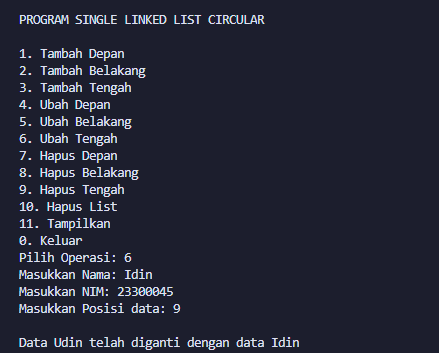 PROGRAM SINGLE LINKED LIST CIRCULAR
1. Tambah Depan
2. Tambah Belakang
3. Tambah Tengah
4. Ubah Depan
5. Ubah Belakang
6. Ubah Tengah
7. Hapus Depan
8. Hapus Belakang
9. Hapus Tengah
10. Hapus List
11. Tampilkan
0. Keluar
Pilih Operasi: 6
Masukkan Nama: Idin
Masukkan NIM: 23300045
Masukkan Posisi data: 9
Data Udin telah diganti dengan data Idin